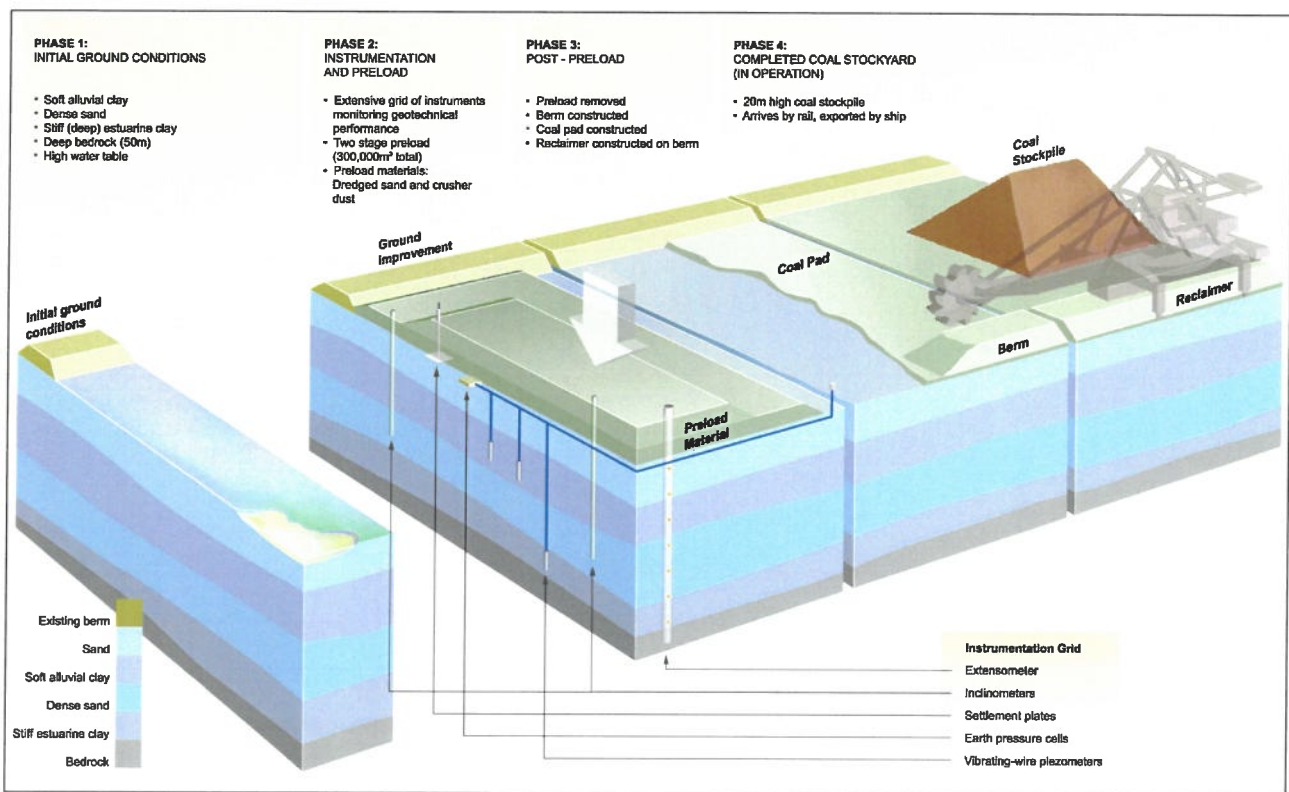 PHASE 1:
INITIAL GROUND CONDITIONS
• Soft alluvial clay
• Dense sand
• Stiff (deep) estuarine clay
• Deep bedrock (50m)
• High water table
PHASE 2:
INSTRUMENTATION
AND PRELOAD
• Extensive grid of instruments
monitoring geotechnical
performance
• Two stage preload
(300,000m³ total)
• Preload materials:
Dredged sand and crusher
dust
PHASE 3:
POST - PRELOAD
• Preload removed
• Berm constructed
• Coal pad constructed
• Reclaimer constructed on berm
PHASE 4:
COMPLETED COAL STOCKYARD
(IN OPERATION)
• 20m high coal stockpile
• Arrives by rail, exported by ship
Coal
Stockpile
Ground
Improvement
Coal Pad
Reclaimer
Berm
Initial ground
conditions
Preload
Material
Existing berm
Sand
Soft alluvial clay
Dense sand
Stiff estuarine clay
Bedrock
Instrumentation Grid
Extensometer
Inclinometers
Settlement plates
Earth pressure cells
Vibrating-wire piezometers